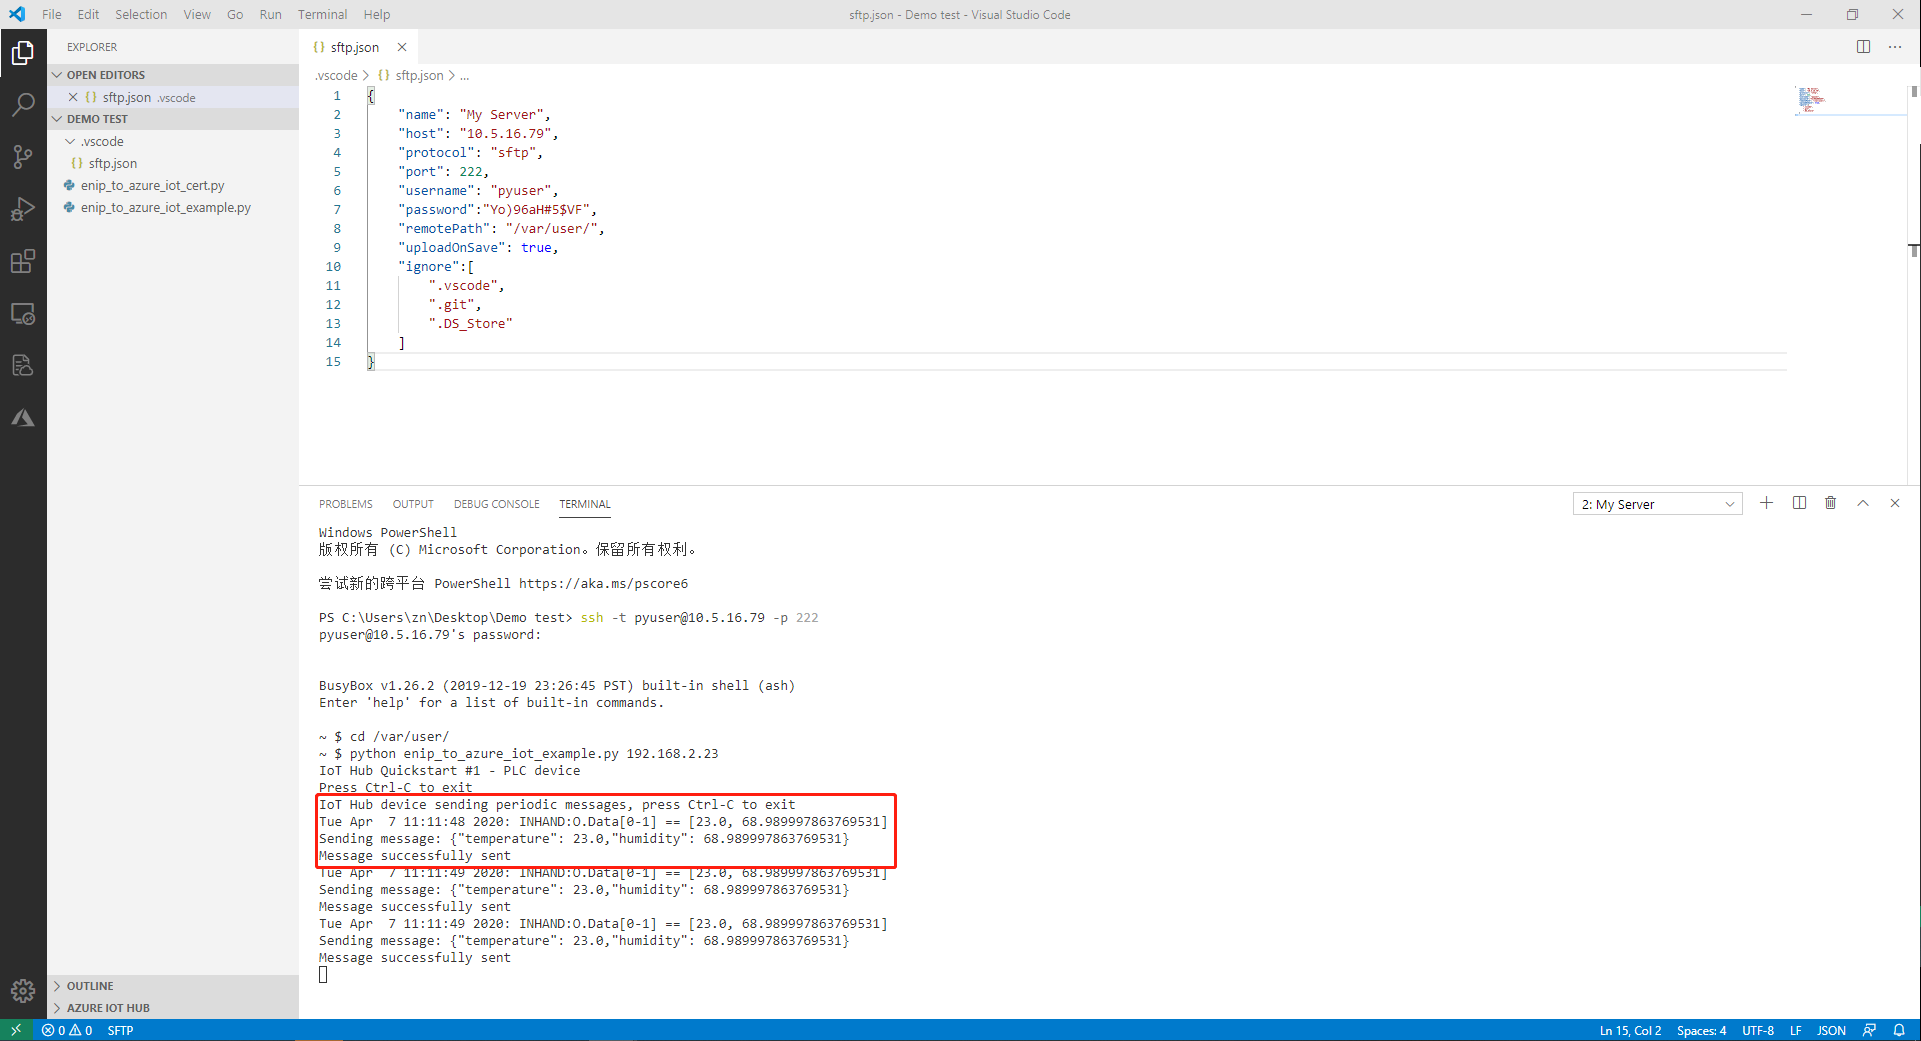 File Edit Selection View Go Run Terminal Help
sftp.json - Demo test - Visual Studio Code
EXPLORER
OPEN EDITORS
sftp.json .vscode
DEMO TEST
.vscode
{} sftp.json
enip_to_azure_iot_cert.py
enip_to_azure_iot_example.py
OUTLINE
AZURE IOT HUB
{} sftp.json
.vscode > {} sftp.json > ...
1 {
2 "name": "My Server",
3 "host": "10.5.16.79",
4 "protocol": "sftp",
5 "port": 222,
6 "username": "pyuser",
7 "password":"Yo)96aH#5$VF",
8 "remotePath": "/var/user/",
9 "uploadOnSave": true,
10 "ignore":[
11 ".vscode",
12 ".git",
13 ".DS_Store"
14 ]
15 }
PROBLEMS OUTPUT DEBUG CONSOLE TERMINAL
2: My Server
Windows PowerShell
版权所有 (C) Microsoft Corporation。保留所有权利。
尝试新的跨平台 PowerShell https://aka.ms/pscore6
PS C:\Users\zn\Desktop\Demo test> ssh -t pyuser@10.5.16.79 -p 222
pyuser@10.5.16.79's password:
BusyBox v1.26.2 (2019-12-19 23:26:45 PST) built-in shell (ash)
Enter 'help' for a list of built-in commands.
~ $ cd /var/user/
~ $ python enip_to_azure_iot_example.py 192.168.2.23
IoT Hub Quickstart #1 - PLC device
Press Ctrl-C to exit
IoT Hub device sending periodic messages, press Ctrl-C to exit
Tue Apr  7 11:11:48 2020: INHAND:O.Data[0-1] == [23.0, 68.989997863769531]
Sending message: {"temperature": 23.0,"humidity": 68.989997863769531}
Message successfully sent
Tue Apr  7 11:11:49 2020: INHAND:O.Data[0-1] == [23.0, 68.989997863769531]
Sending message: {"temperature": 23.0,"humidity": 68.989997863769531}
Message successfully sent
Tue Apr  7 11:11:49 2020: INHAND:O.Data[0-1] == [23.0, 68.989997863769531]
Sending message: {"temperature": 23.0,"humidity": 68.989997863769531}
Message successfully sent
0 0 SFTP
Ln 15, Col 2 Spaces: 4 UTF-8 LF JSON